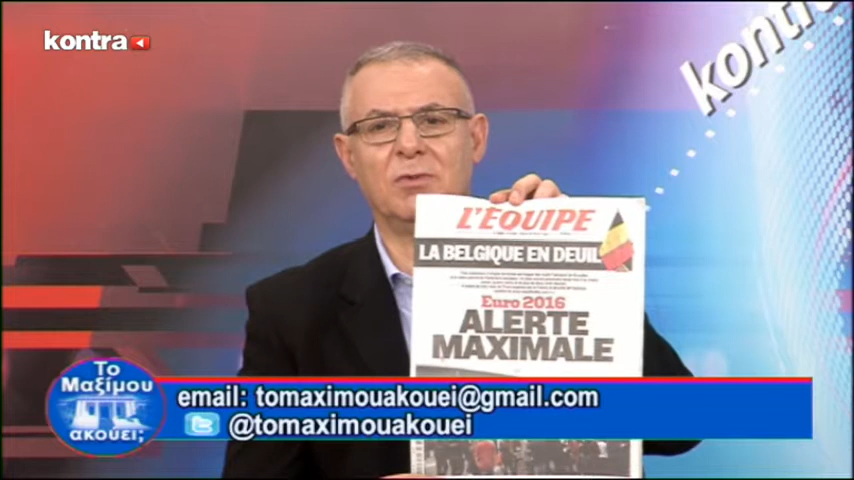 kontra
kontra
L'ÉQUIPE
LA BELGIQUE EN DEUIL
Euro 2016
ALERTE
MAXIMALE
Το
Μαξίμου
ακούει;
email: tomaximouakouei@gmail.com
@tomaximouakouei